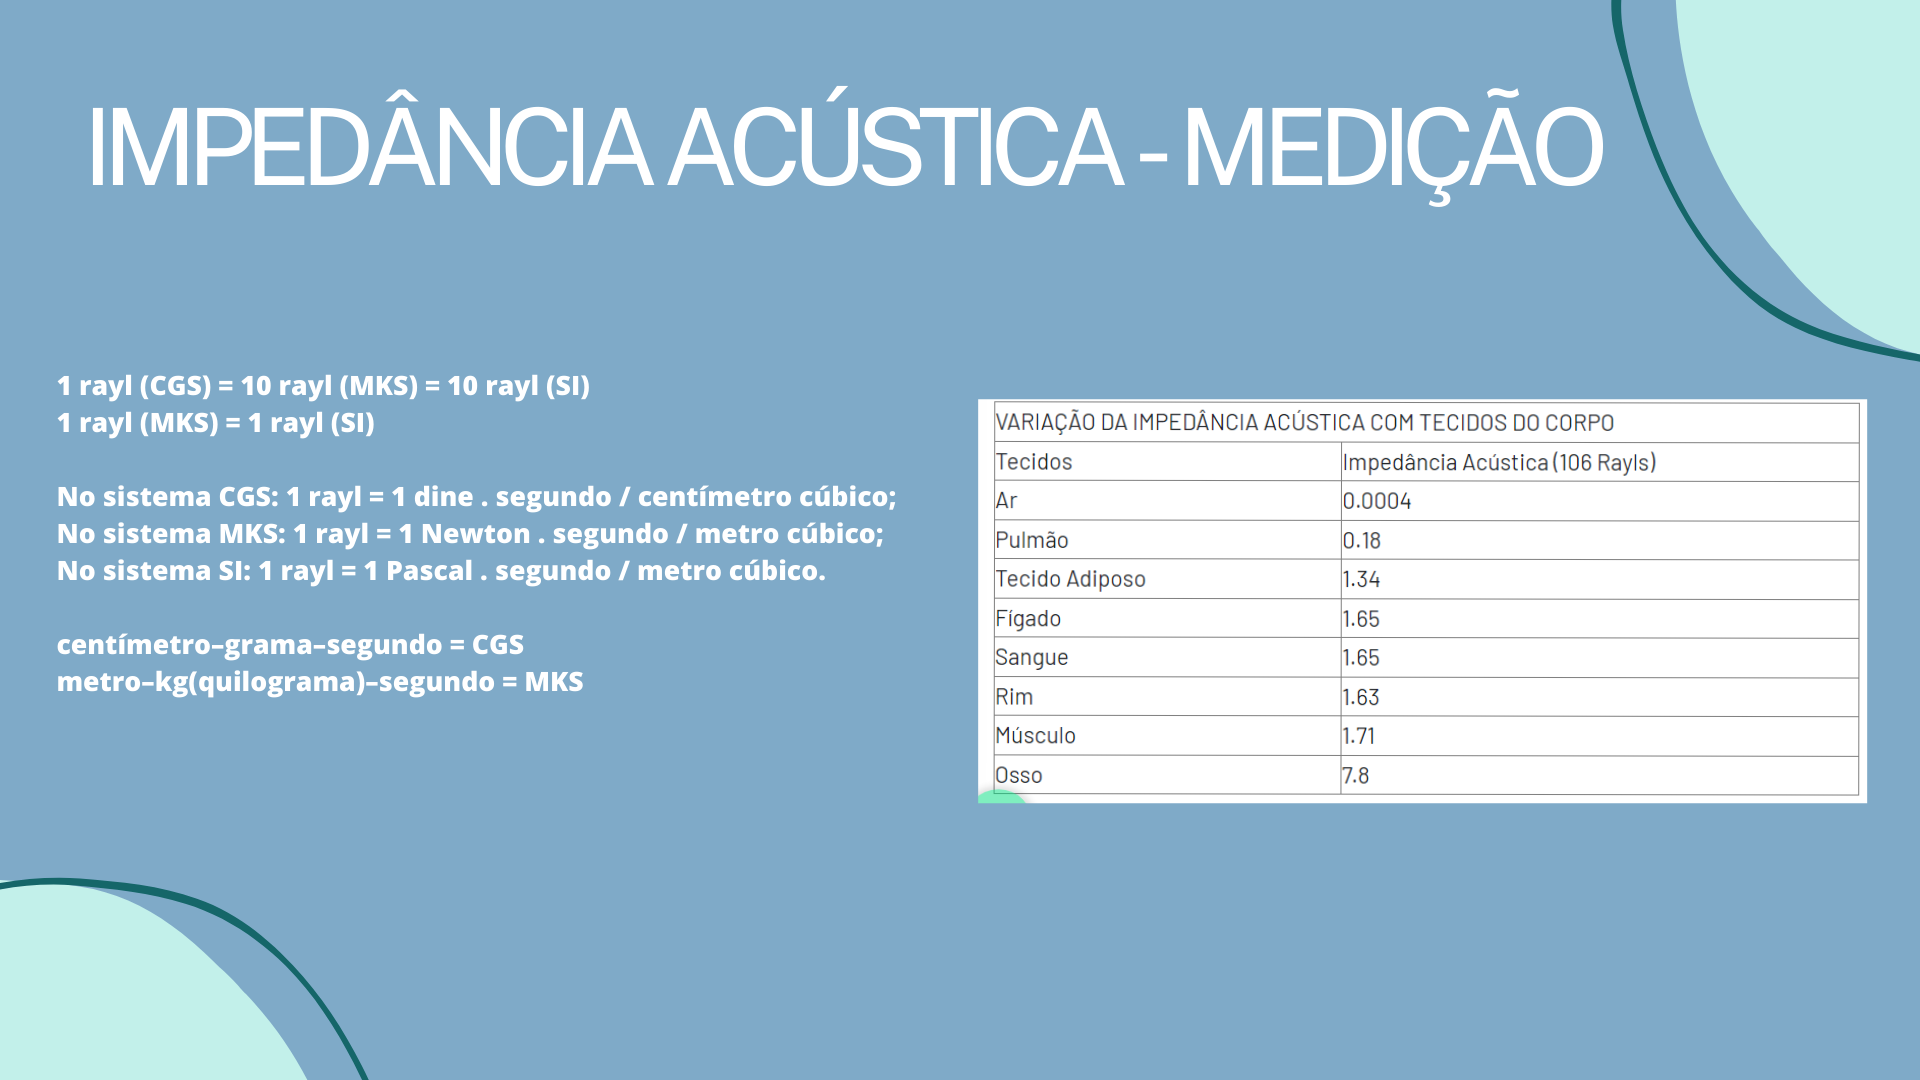 IMPEDÂNCIA ACÚSTICA - MEDIÇÃO
1 rayl (CGS) = 10 rayl (MKS) = 10 rayl (SI)
1 rayl (MKS) = 1 rayl (SI)
No sistema CGS: 1 rayl = 1 dine . segundo / centímetro cúbico;
No sistema MKS: 1 rayl = 1 Newton . segundo / metro cúbico;
No sistema SI: 1 rayl = 1 Pascal . segundo / metro cúbico.
centímetro–grama–segundo = CGS
metro–kg(quilograma)–segundo = MKS
VARIAÇÃO DA IMPEDÂNCIA ACÚSTICA COM TECIDOS DO CORPO
Tecidos Impedância Acústica (106 Rayls)
Ar 0.0004
Pulmão 0.18
Tecido Adiposo 1.34
Fígado 1.65
Sangue 1.65
Rim 1.63
Músculo 1.71
Osso 7.8